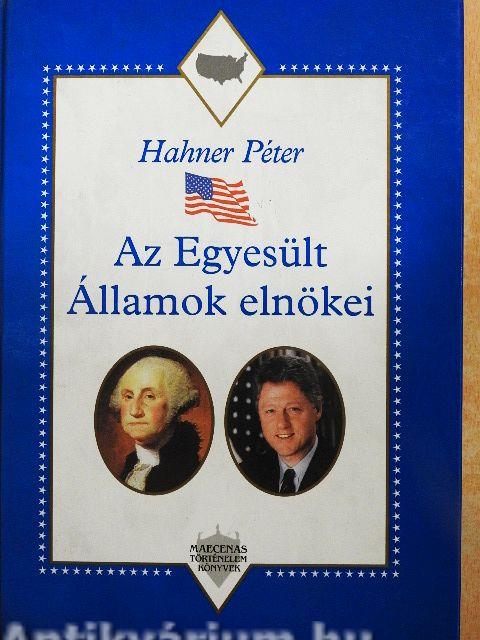 Hahner Péter
Az Egyesült
Államok elnökei
MAECENAS
TÖRTÉNELEM
KÖNYVEK
Antikvárium.hu